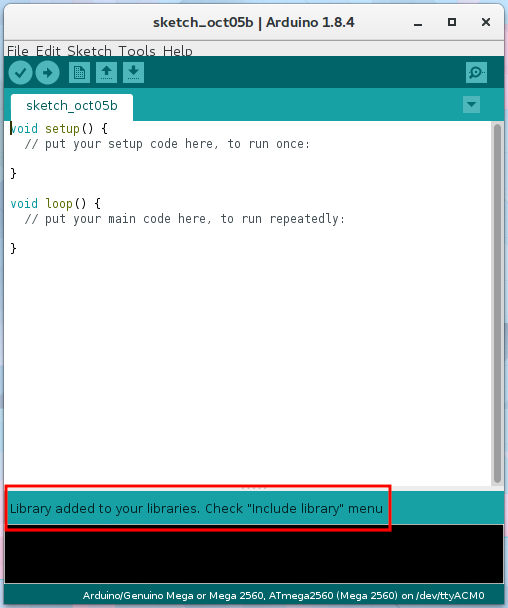 sketch_oct05b | Arduino 1.8.4
File Edit Sketch Tools Help
sketch_oct05b
void setup() {
  // put your setup code here, to run once:
}
void loop() {
  // put your main code here, to run repeatedly:
}
Library added to your libraries. Check "Include library" menu
Arduino/Genuino Mega or Mega 2560, ATmega2560 (Mega 2560) on /dev/ttyACM0